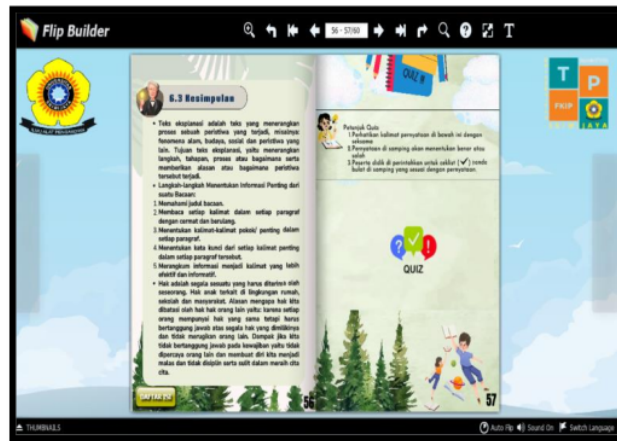 Flip Builder
56 - 57/60
6.3 Kesimpulan
• Teks eksplanasi adalah teks yang menerangkan
proses sebuah peristiwa yang terjadi, misalnya:
fenomena alam, budaya, sosial dan peristiwa yang
lain. Tujuan teks eksplanasi, yaitu menerangkan
langkah, tahapan, proses atau bagaimana serta
memberikan alasan atau bagaimana peristiwa
tersebut terjadi.
• Langkah-langkah Menentukan Informasi Penting dari
suatu Bacaan:
1. Memahami judul bacaan.
2. Membaca setiap kalimat dalam setiap paragraf
dengan cermat dan berulang.
3. Menentukan kalimat-kalimat pokok/ penting dalam
setiap paragraf.
4. Menentukan kata kunci dari setiap kalimat penting
dalam setiap paragraf tersebut.
5. Merangkum informasi menjadi kalimat yang lebih
efektif dan informatif.
• Hak adalah segala sesuatu yang harus diterima oleh
seseorang. Hak anak terkait di lingkungan rumah,
sekolah dan masyarakat. Alasan mengapa hak kita
dibatasi oleh hak hak orang lain yaitu: karena setiap
orang mempunyai hak yang sama tetapi harus
bertanggung jawab atas segala hak yang dimilikinya
dan tidak merugikan orang lain. Dampak jika kita
tidak bertanggung jawab pada kewajiban yaitu tidak
dipercaya orang lain dan membuat diri kita menjadi
malas dan tidak disiplin serta sulit dalam meraih cita
cita.
DAFTAR ISI
56
QUIZ
Petunjuk Quiz
1.Perhatikan kalimat pernyataan di bawah ini dengan
seksama
2.Pernyataan di samping akan menentukan benar atau
salah
3.Peserta didik di perintahkan untuk ceklist (✓) pada
bulat di samping yang sesuai dengan pernyataan.
QUIZ
57
T
P
FKIP
JAYA
THUMBNAILS
Auto Flip
Sound On
Switch Language